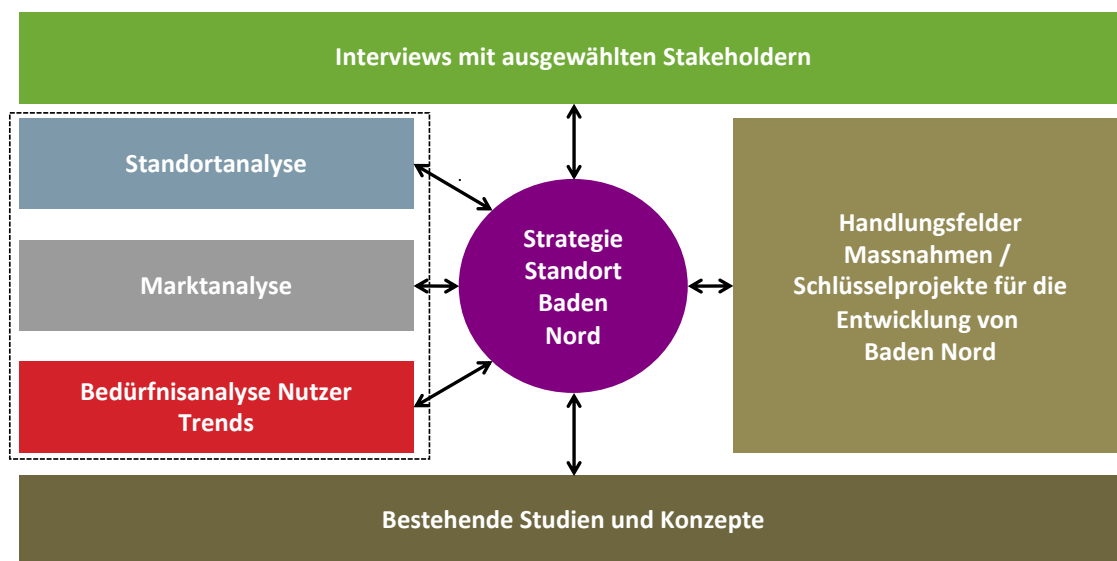 Interviews mit ausgewählten Stakeholdern
Standortanalyse
Marktanalyse
Bedürfnisanalyse Nutzer
Trends
Strategie
Standort
Baden
Nord
Handlungsfelder
Massnahmen /
Schlüsselprojekte für die
Entwicklung von
Baden Nord
Bestehende Studien und Konzepte